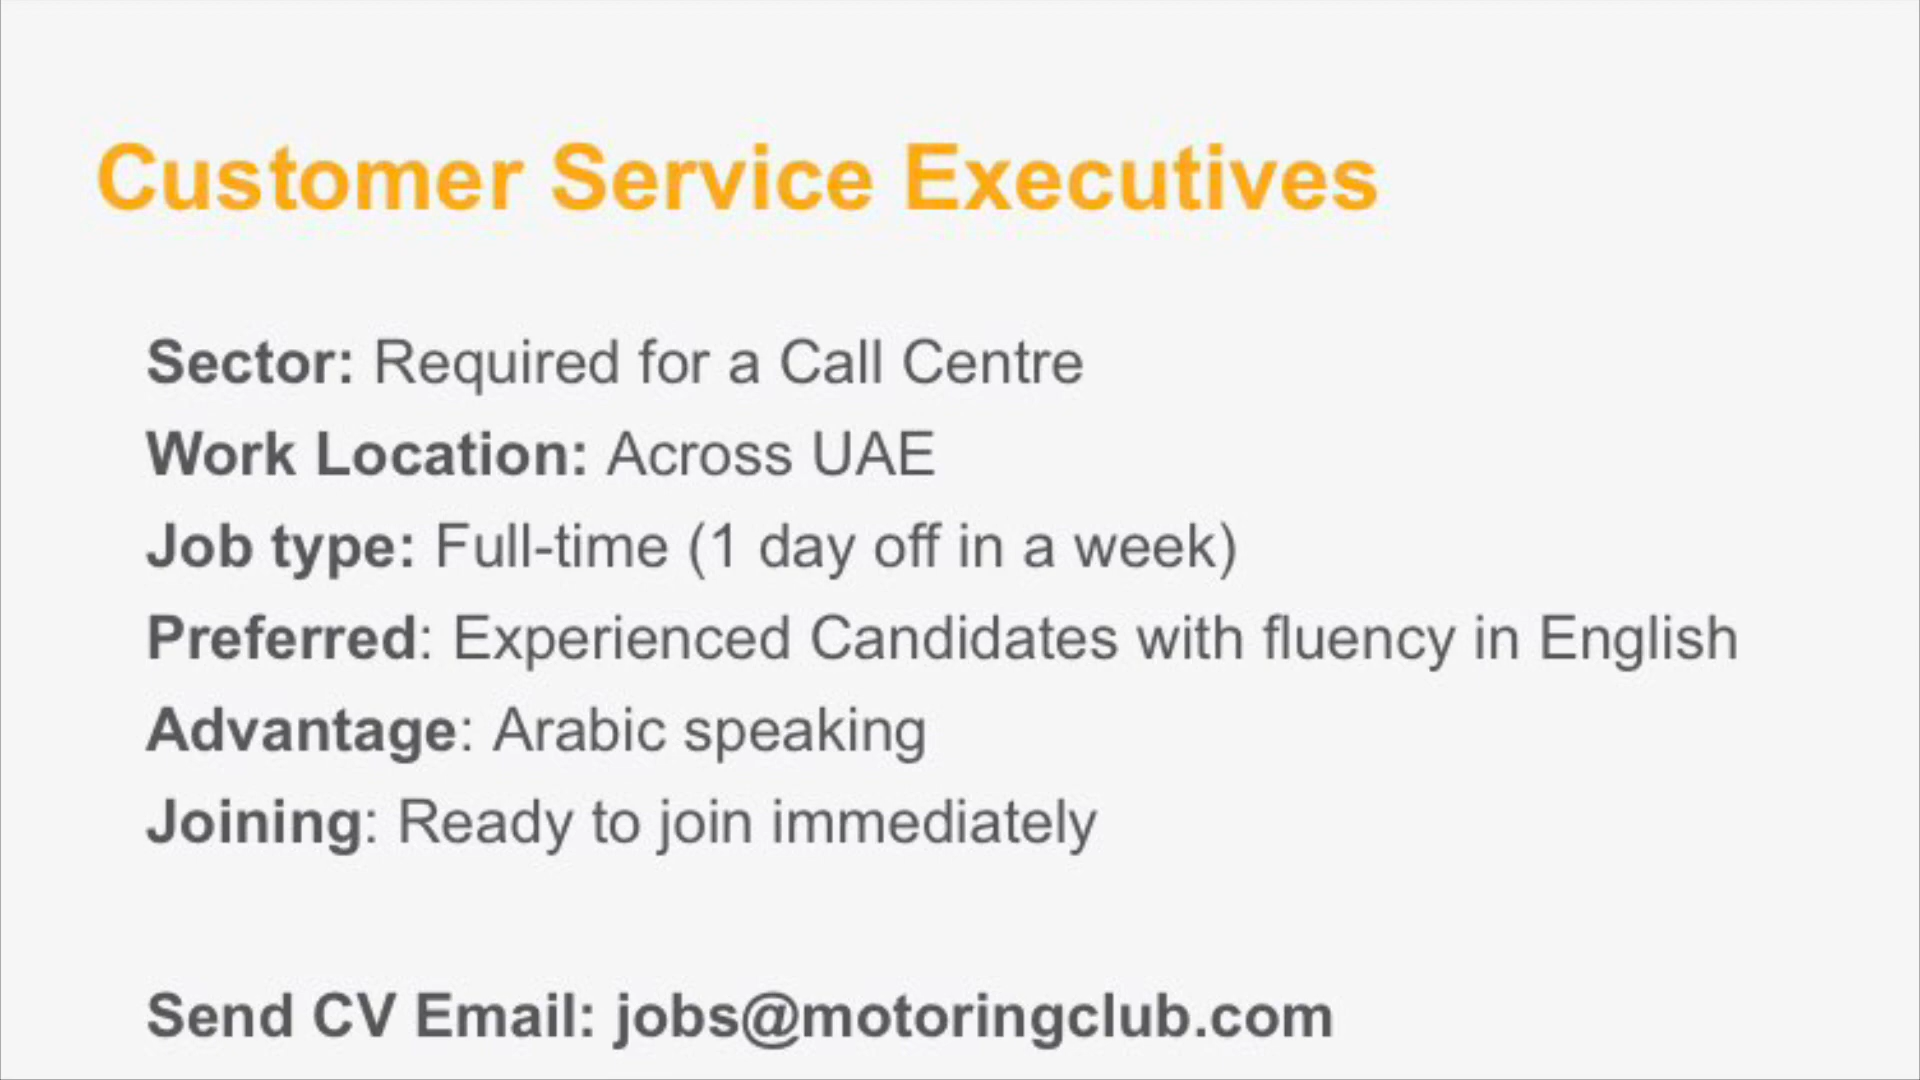 Customer Service Executives
Sector: Required for a Call Centre
Work Location: Across UAE
Job type: Full-time (1 day off in a week)
Preferred: Experienced Candidates with fluency in English
Advantage: Arabic speaking
Joining: Ready to join immediately
Send CV Email: jobs@motoringclub.com